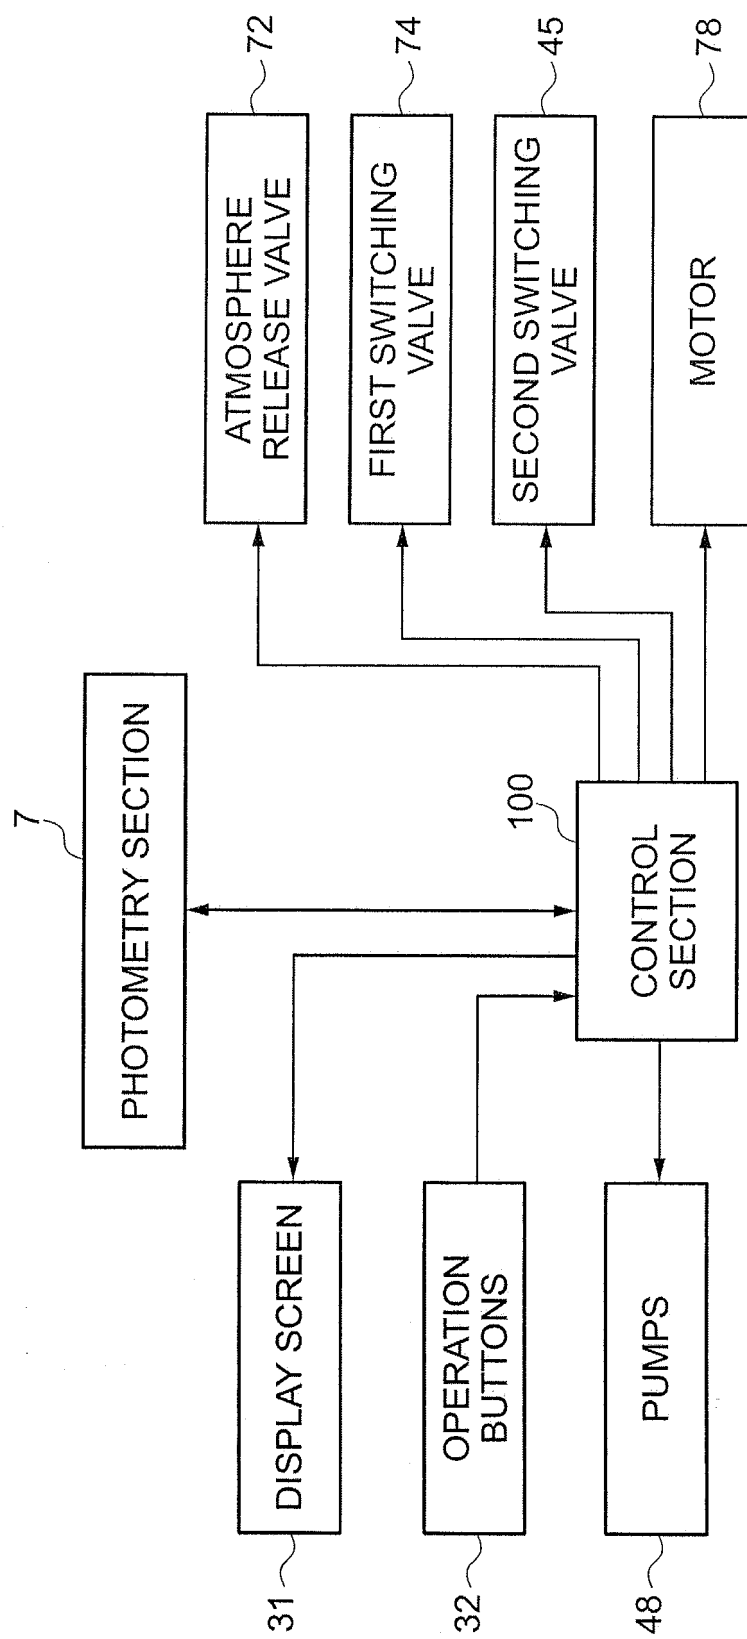 7
PHOTOMETRY SECTION
31
DISPLAY SCREEN
32
OPERATION
BUTTONS
48
PUMPS
100
CONTROL
SECTION
ATMOSPHERE
RELEASE VALVE
72
FIRST SWITCHING
VALVE
74
SECOND SWITCHING
VALVE
45
MOTOR
78